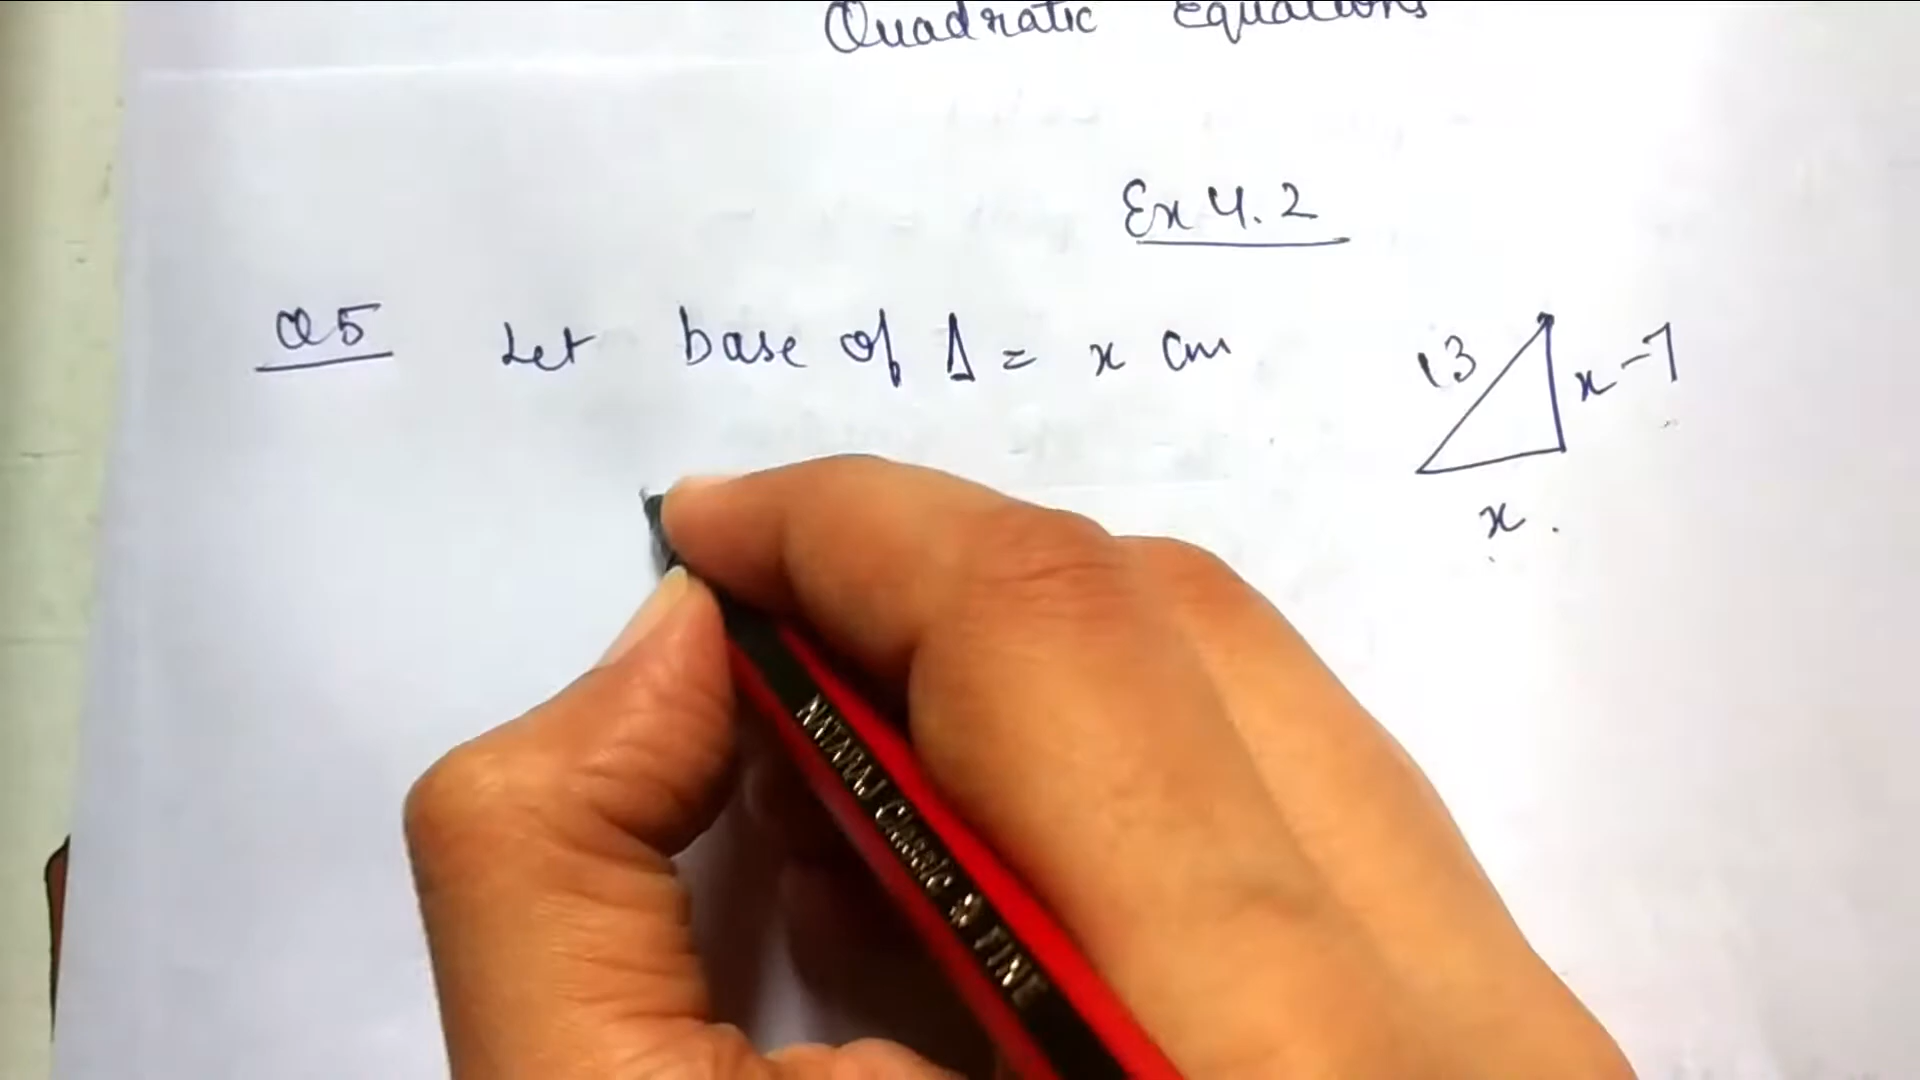 Quadratic Equations
Ex 4.2
Q5 Let base of Δ = x cm
13
x-7
x.
NATARAJ Classic & FINE